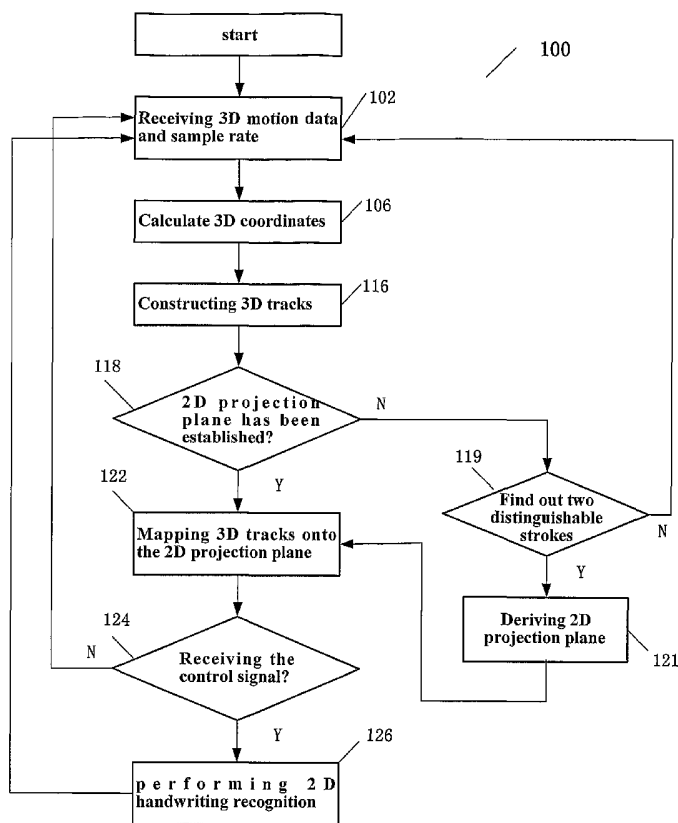 start
100
Receiving 3D motion data
and sample rate
102
Calculate 3D coordinates
106
Constructing 3D tracks
116
118
2D projection
plane has been
established?
N
Y
119
Find out two
distinguishable
strokes
N
Y
122
Mapping 3D tracks onto
the 2D projection plane
Deriving 2D
projection plane
121
124
Receiving the
control signal?
N
Y
126
performing 2D
handwriting recognition